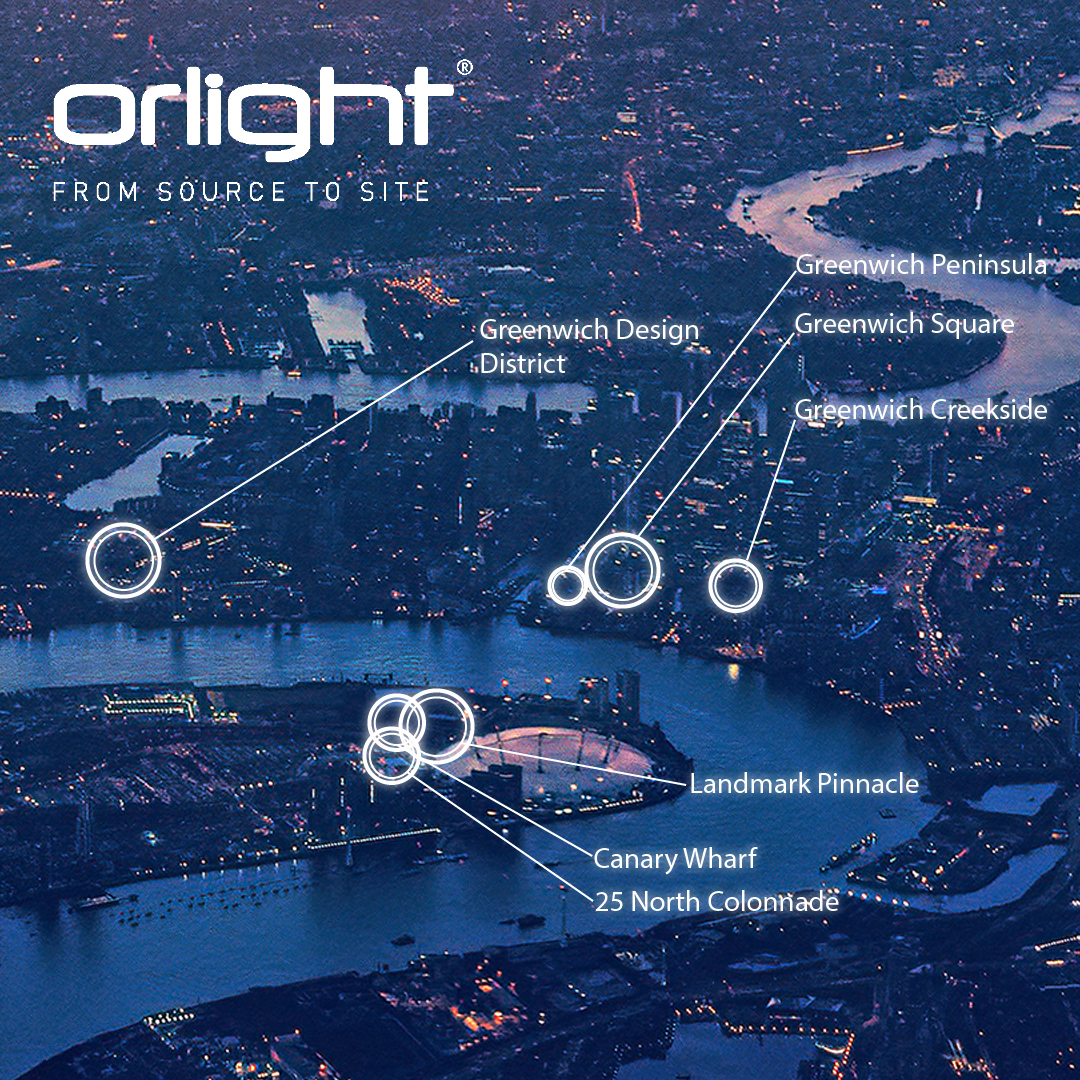 orlight®
FROM SOURCE TO SITE
Greenwich Peninsula
Greenwich Square
Greenwich Design
District
Greenwich Creekside
Landmark Pinnacle
Canary Wharf
25 North Colonnade